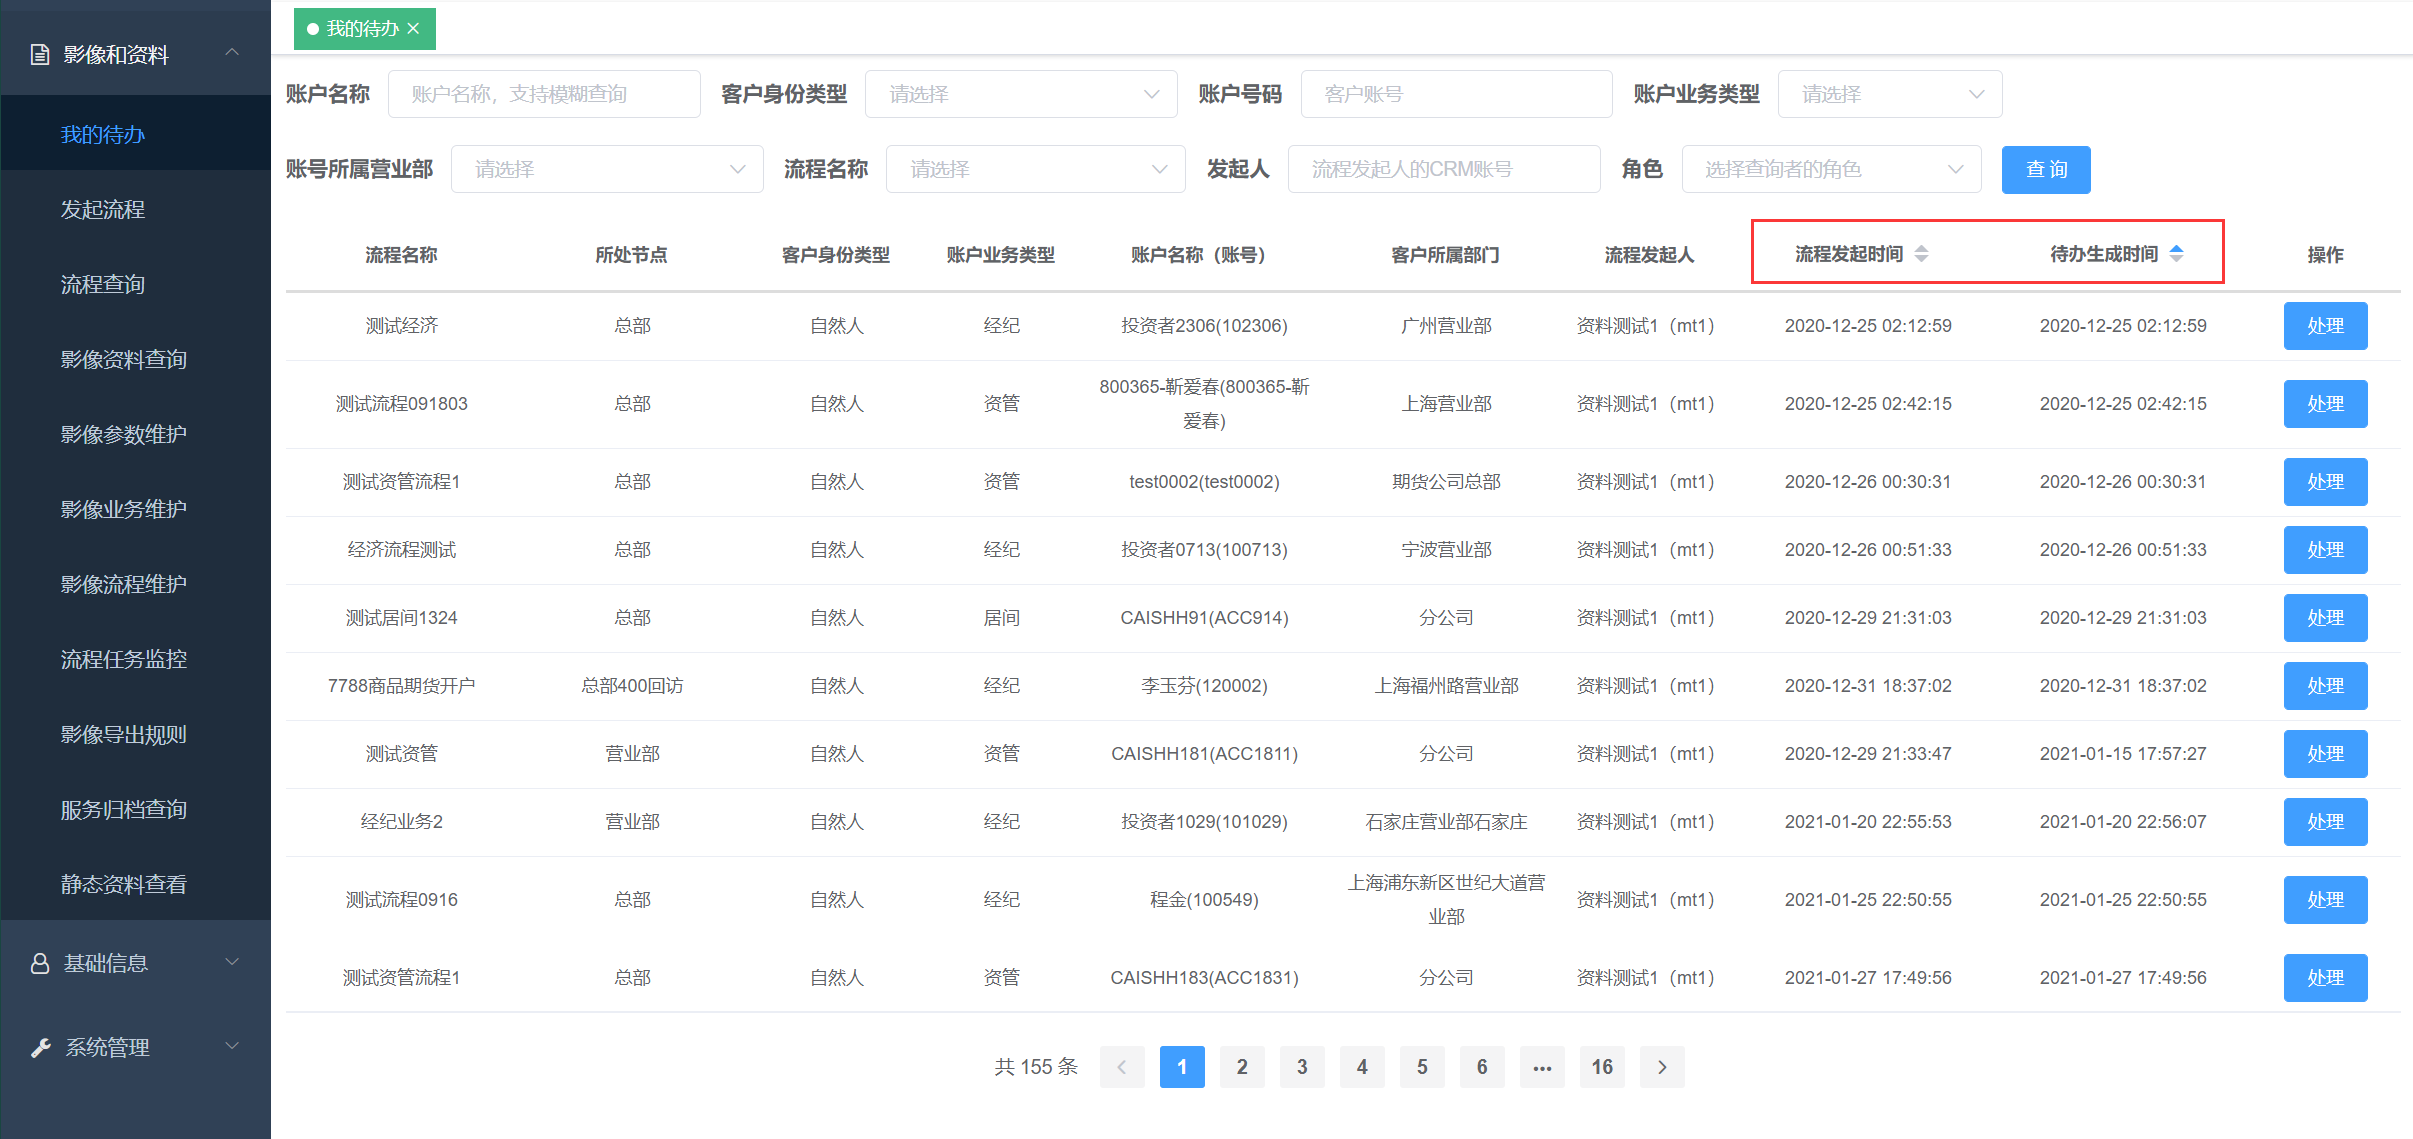 影像和资料
我的待办
发起流程
流程查询
影像资料查询
影像参数维护
影像业务维护
影像流程维护
流程任务监控
影像导出规则
服务归档查询
静态资料查看
基础信息
系统管理
我的待办
账户名称 账户名称，支持模糊查询 客户身份类型 请选择 账户号码 客户账号 账户业务类型 请选择
账号所属营业部 请选择 流程名称 请选择 发起人 流程发起人的CRM账号 角色 选择查询者的角色 查 询
流程名称 所处节点 客户身份类型 账户业务类型 账户名称（账号） 客户所属部门 流程发起人 流程发起时间 待办生成时间 操作
测试经济 总部 自然人 经纪 投资者2306(102306) 广州营业部 资料测试1（mt1） 2020-12-25 02:12:59 2020-12-25 02:12:59 处理
测试流程091803 总部 自然人 资管 800365-靳爱春(800365-靳
爱春) 上海营业部 资料测试1（mt1） 2020-12-25 02:42:15 2020-12-25 02:42:15 处理
测试资管流程1 总部 自然人 资管 test0002(test0002) 期货公司总部 资料测试1（mt1） 2020-12-26 00:30:31 2020-12-26 00:30:31 处理
经济流程测试 总部 自然人 经纪 投资者0713(100713) 宁波营业部 资料测试1（mt1） 2020-12-26 00:51:33 2020-12-26 00:51:33 处理
测试居间1324 总部 自然人 居间 CAISHH91(ACC914) 分公司 资料测试1（mt1） 2020-12-29 21:31:03 2020-12-29 21:31:03 处理
7788商品期货开户 总部400回访 自然人 经纪 李玉芬(120002) 上海福州路营业部 资料测试1（mt1） 2020-12-31 18:37:02 2020-12-31 18:37:02 处理
测试资管 营业部 自然人 资管 CAISHH181(ACC1811) 分公司 资料测试1（mt1） 2020-12-29 21:33:47 2021-01-15 17:57:27 处理
经纪业务2 营业部 自然人 经纪 投资者1029(101029) 石家庄营业部石家庄 资料测试1（mt1） 2021-01-20 22:55:53 2021-01-20 22:56:07 处理
测试流程0916 总部 自然人 经纪 程金(100549) 上海浦东新区世纪大道营
业部 资料测试1（mt1） 2021-01-25 22:50:55 2021-01-25 22:50:55 处理
测试资管流程1 总部 自然人 资管 CAISHH183(ACC1831) 分公司 资料测试1（mt1） 2021-01-27 17:49:56 2021-01-27 17:49:56 处理
共 155 条 1 2 3 4 5 6 ... 16